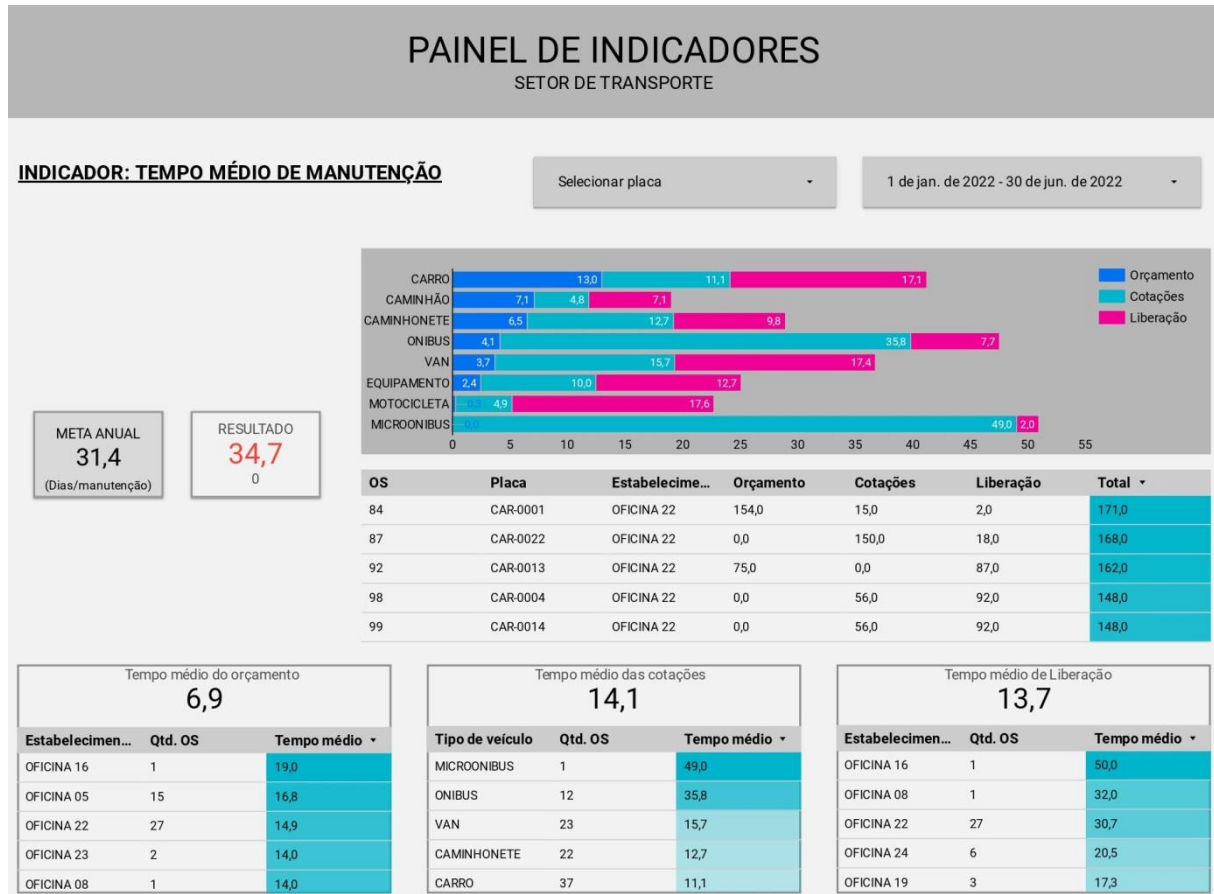 PAINEL DE INDICADORES
SETOR DE TRANSPORTE
INDICADOR: TEMPO MÉDIO DE MANUTENÇÃO
Selecionar placa
1 de jan. de 2022 - 30 de jun. de 2022
CARRO 13,0 11,1 17,1
CAMINHÃO 7,1 4,8 7,1
CAMINHONETE 6,5 12,7 9,8
ONIBUS 4,1 35,8 7,7
VAN 3,7 15,7 17,4
EQUIPAMENTO 2,4 10,0 12,7
MOTOCICLETA 0,3 4,9 17,6
MICROONIBUS 0,0 49,0 2,0
0 5 10 15 20 25 30 35 40 45 50 55
Orçamento
Cotações
Liberação
META ANUAL
31,4
(Dias/manutenção)
RESULTADO
34,7
0
OS Placa Estabelecime... Orçamento Cotações Liberação Total
84 CAR-0001 OFICINA 22 154,0 15,0 2,0 171,0
87 CAR-0022 OFICINA 22 0,0 150,0 18,0 168,0
92 CAR-0013 OFICINA 22 75,0 0,0 87,0 162,0
98 CAR-0004 OFICINA 22 0,0 56,0 92,0 148,0
99 CAR-0014 OFICINA 22 0,0 56,0 92,0 148,0
Tempo médio do orçamento
6,9
Estabelecimen... Qtd. OS Tempo médio
OFICINA 16 1 19,0
OFICINA 05 15 16,8
OFICINA 22 27 14,9
OFICINA 23 2 14,0
OFICINA 08 1 14,0
Tempo médio das cotações
14,1
Tipo de veículo Qtd. OS Tempo médio
MICROONIBUS 1 49,0
ONIBUS 12 35,8
VAN 23 15,7
CAMINHONETE 22 12,7
CARRO 37 11,1
Tempo médio de Liberação
13,7
Estabelecimen... Qtd. OS Tempo médio
OFICINA 16 1 50,0
OFICINA 08 1 32,0
OFICINA 22 27 30,7
OFICINA 24 6 20,5
OFICINA 19 3 17,3